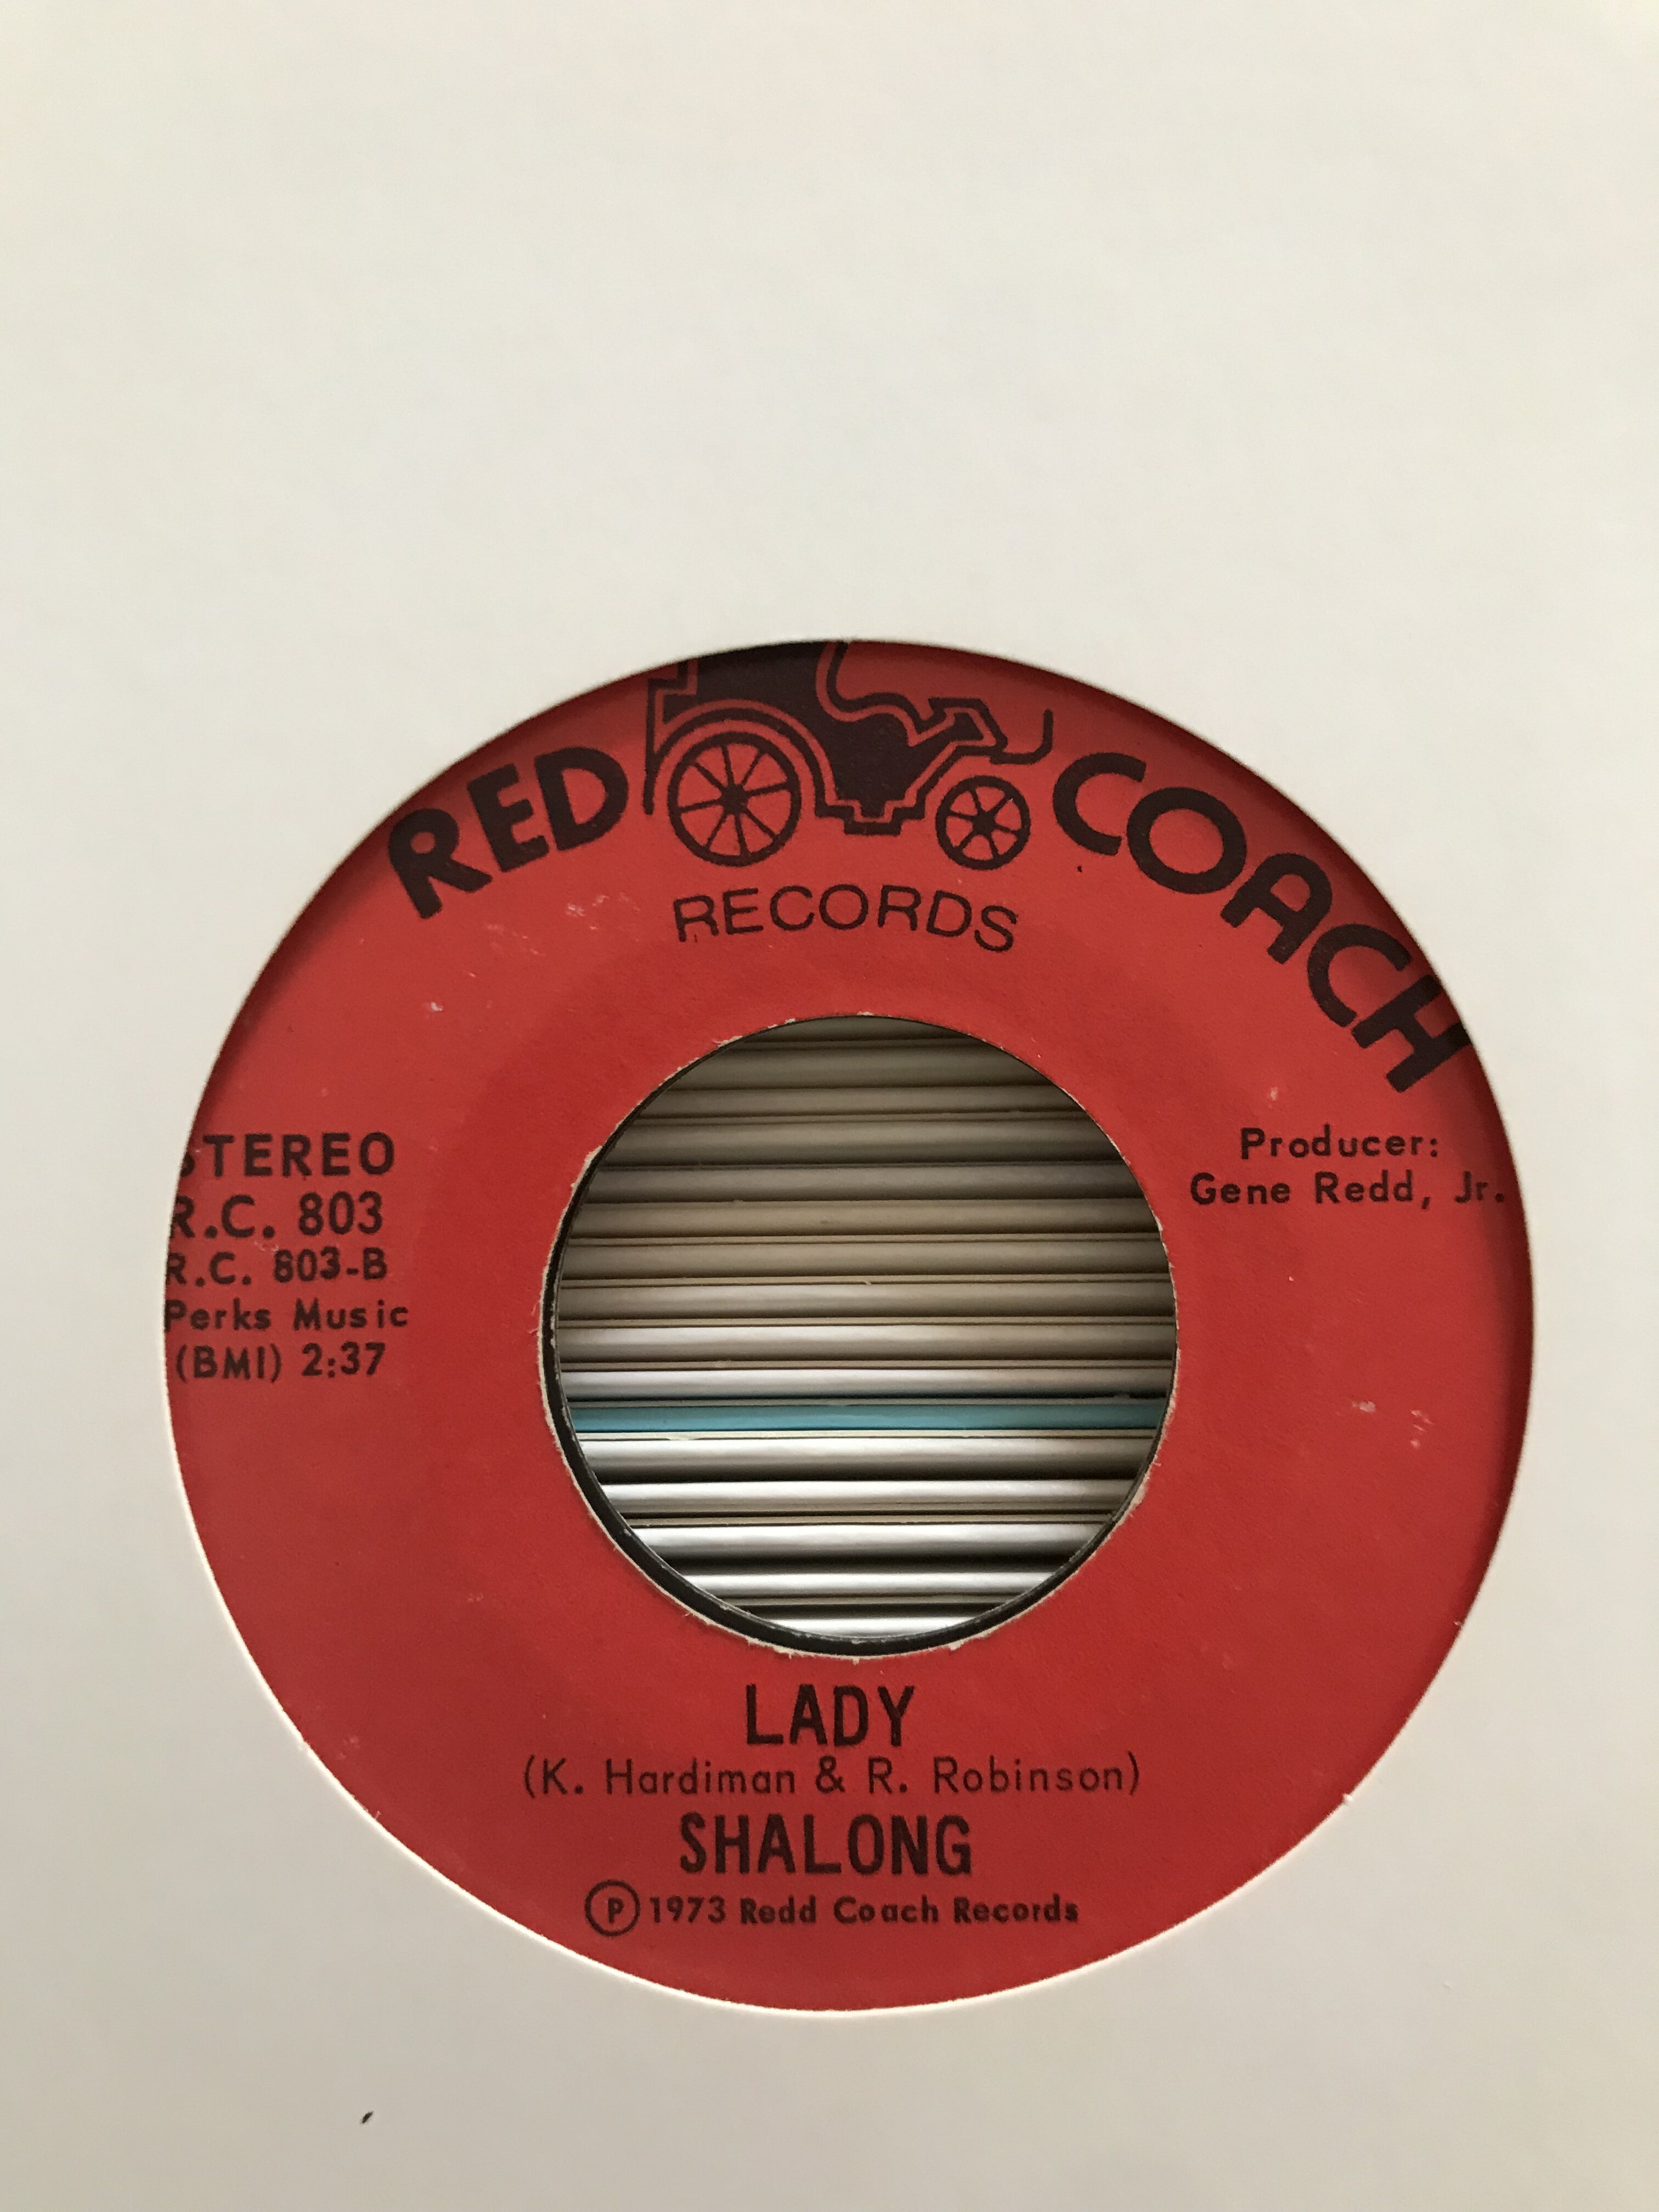 RED COACH
RECORDS
STEREO
R.C. 803
R.C. 803-B
Perks Music
(BMI) 2:37
Producer:
Gene Redd, Jr.
LADY
(K. Hardiman & R. Robinson)
SHALONG
Ⓟ 1973 Redd Coach Records